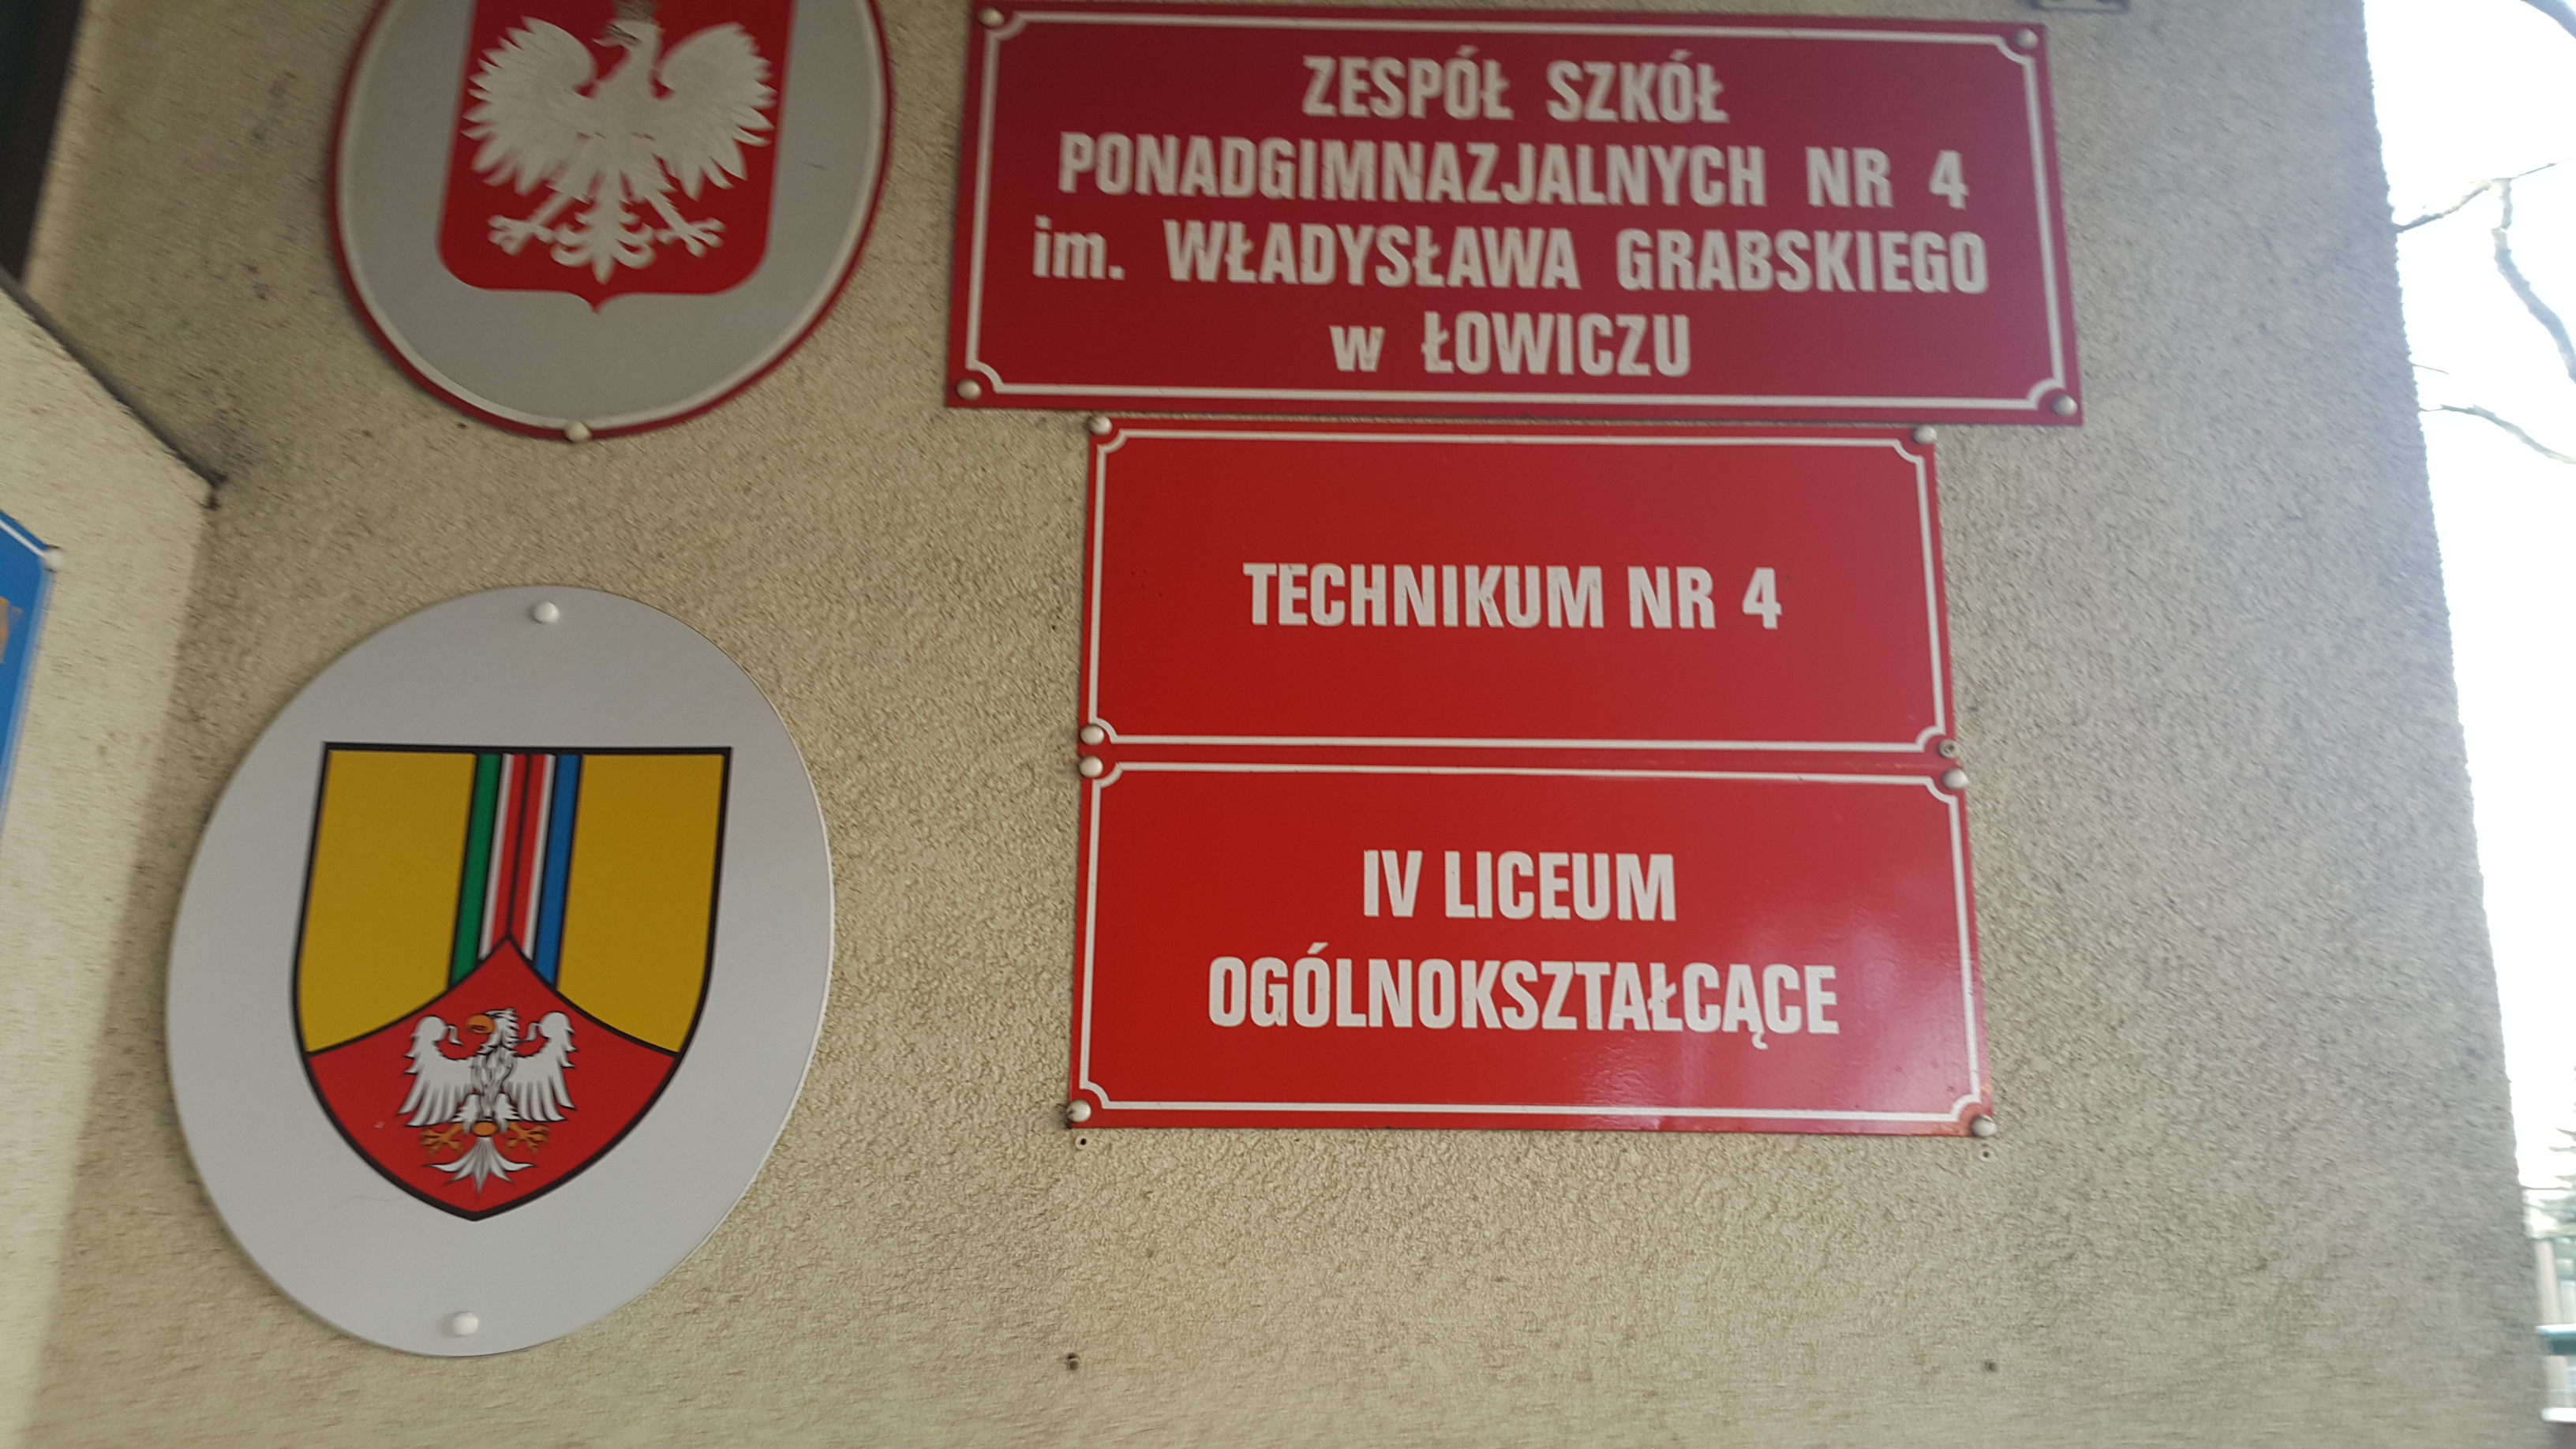 ZESPÓŁ SZKÓŁ
PONADGIMNAZJALNYCH NR 4
im. WŁADYSŁAWA GRABSKIEGO
w ŁOWICZU
TECHNIKUM NR 4
IV LICEUM
OGÓLNOKSZTAŁCĄCE